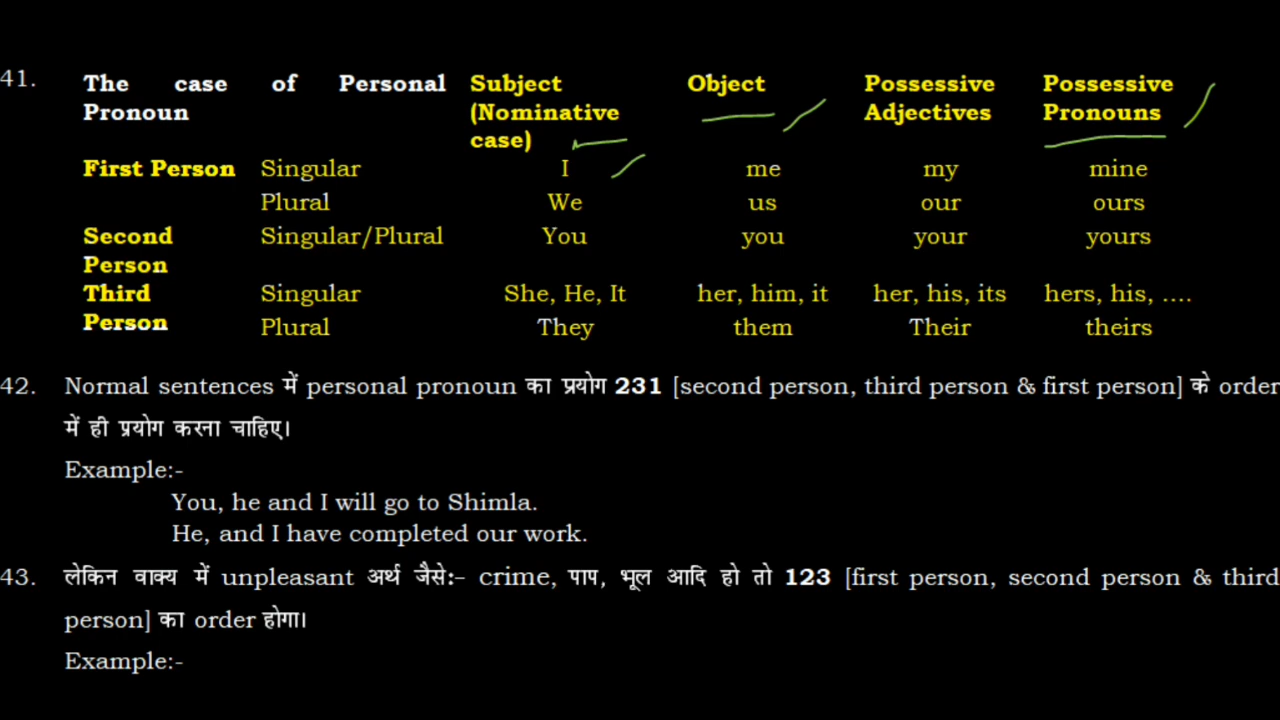 41. The case of Personal Subject Object Possessive Possessive
Pronoun (Nominative Adjectives Pronouns
case)
First Person Singular I me my mine
Plural We us our ours
Second Singular/Plural You you your yours
Person
Third Singular She, He, It her, him, it her, his, its hers, his, ....
Person Plural They them Their theirs
42. Normal sentences में personal pronoun का प्रयोग 231 [second person, third person & first person] के order
में ही प्रयोग करना चाहिए।
Example:-
You, he and I will go to Shimla.
He, and I have completed our work.
43. लेकिन वाक्य में unpleasant अर्थ जैसे:- crime, पाप, भूल आदि हो तो 123 [first person, second person & third
person] का order होगा।
Example:-